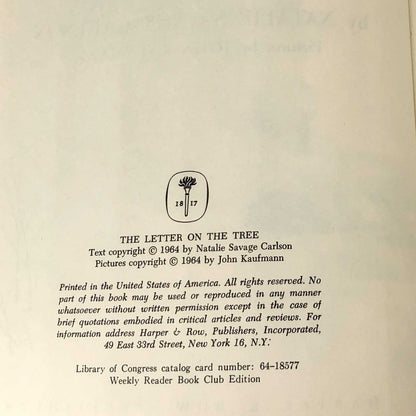 18 17
THE LETTER ON THE TREE
Text copyright © 1964 by Natalie Savage Carlson
Pictures copyright © 1964 by John Kaufmann
Printed in the United States of America. All rights reserved. No
part of this book may be used or reproduced in any manner
whatsoever without written permission except in the case of
brief quotations embodied in critical articles and reviews. For
information address Harper & Row, Publishers, Incorporated,
49 East 33rd Street, New York 16, N.Y.
Library of Congress catalog card number: 64-18577
Weekly Reader Book Club Edition